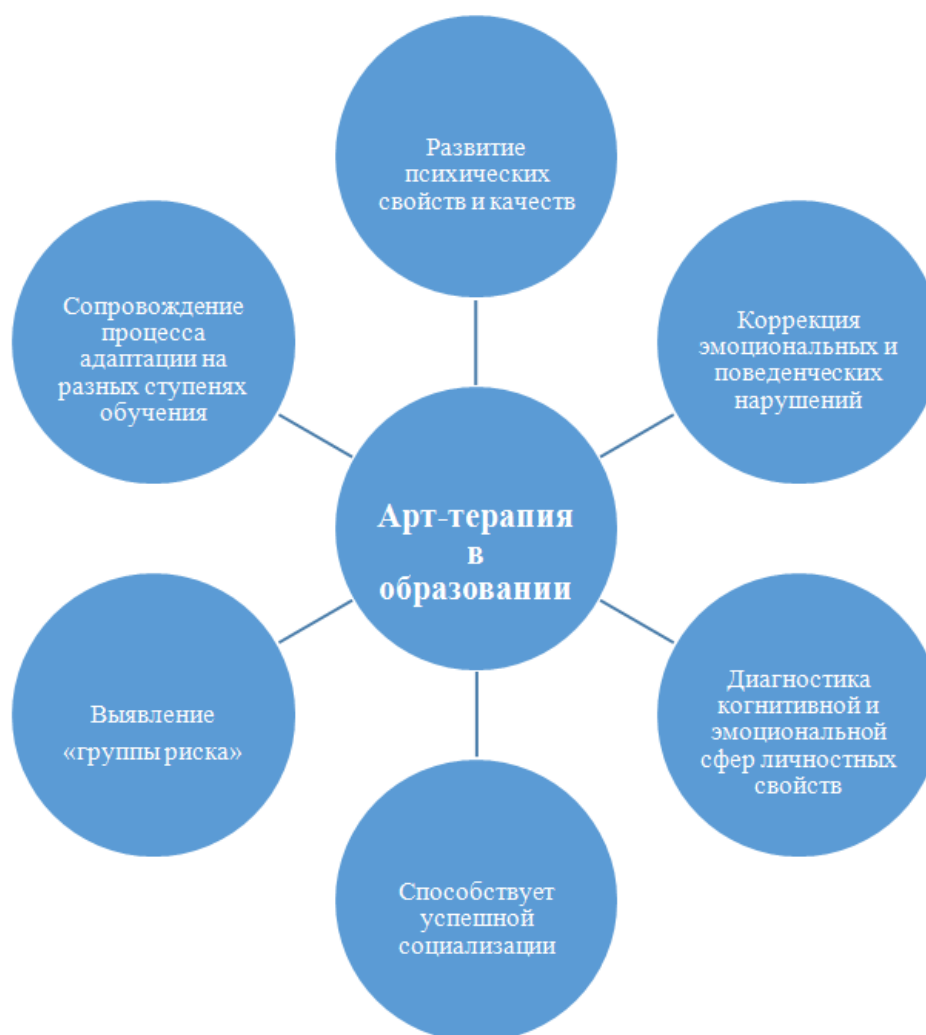 Развитие
психических
свойств и качеств
Сопровождение
процесса
адаптации на
разных ступенях
обучения
Коррекция
эмоциональных и
поведенческих
нарушений
Арт-терапия
в
образовании
Выявление
«группы риска»
Диагностика
когнитивной и
эмоциональной
сфер личностных
свойств
Способствует
успешной
социализации